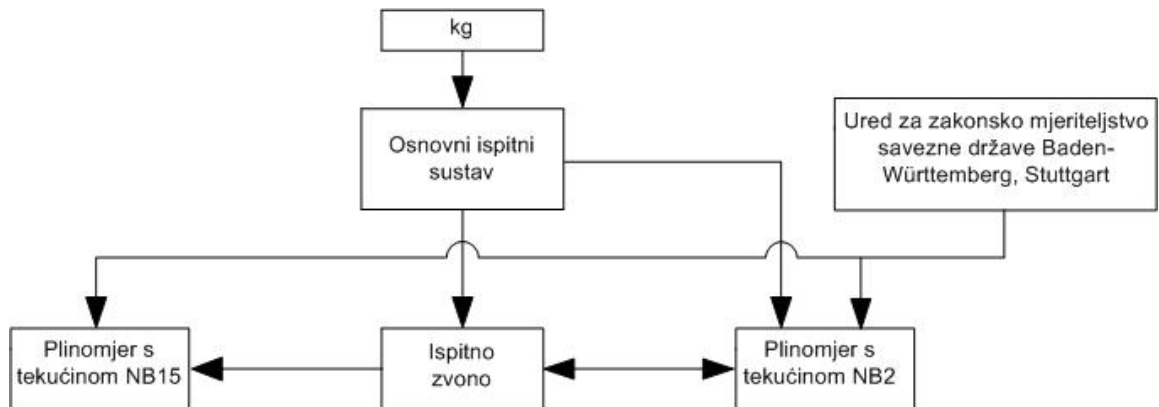 kg
Osnovni ispitni
sustav
Ured za zakonsko mjeriteljstvo
savezne države Baden-
Württemberg, Stuttgart
Plinomjer s
tekućinom NB15
Ispitno
zvono
Plinomjer s
tekućinom NB2